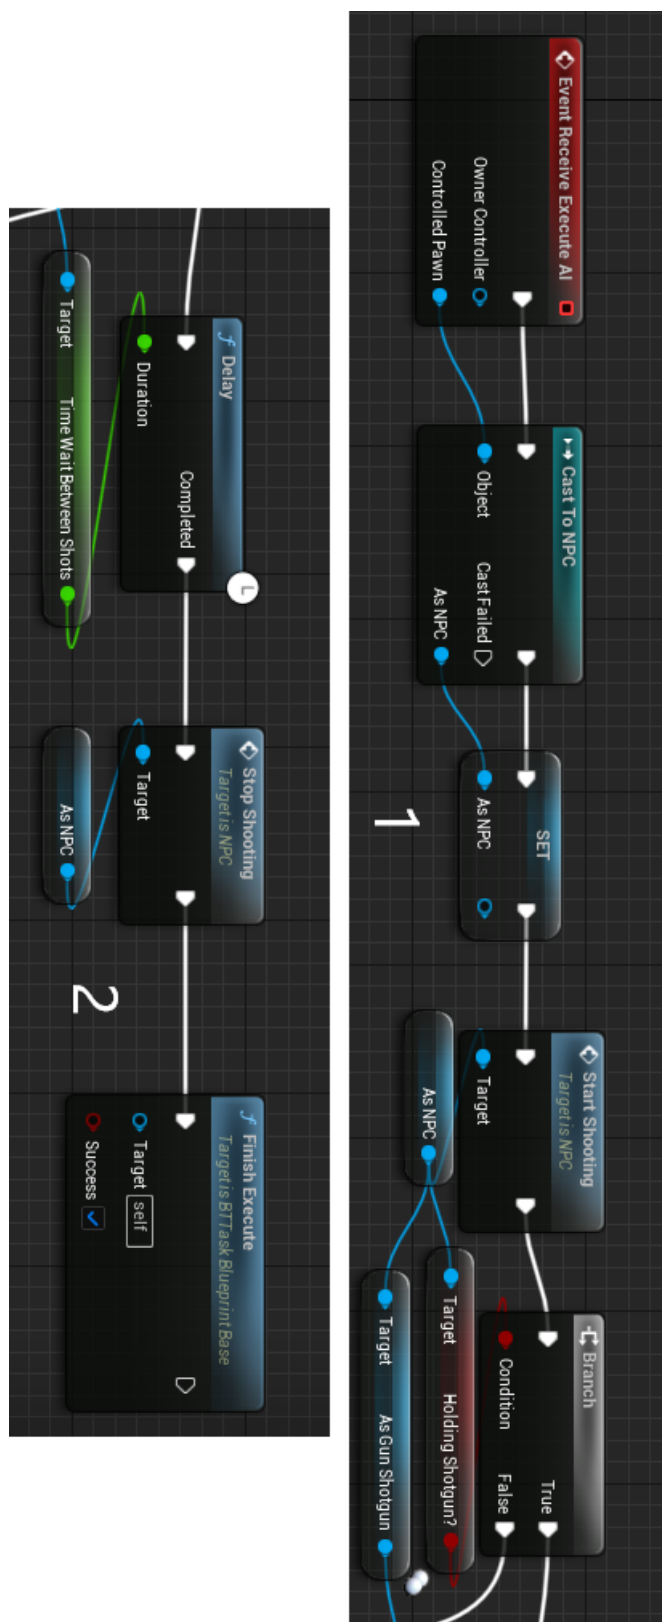 Event Receive Execute AI
Owner Controller
Controlled Pawn
Cast To NPC
Object
Cast Failed
As NPC
SET
As NPC
1
Start Shooting
Target is NPC
Target
As NPC
Branch
Condition
True
False
Target
Holding Shotgun?
Target
As Gun Shotgun
Delay
Duration
Completed
Target
Time Wait Between Shots
Stop Shooting
Target is NPC
Target
As NPC
2
Finish Execute
Target is BTTask Blueprint Base
Target self
Success